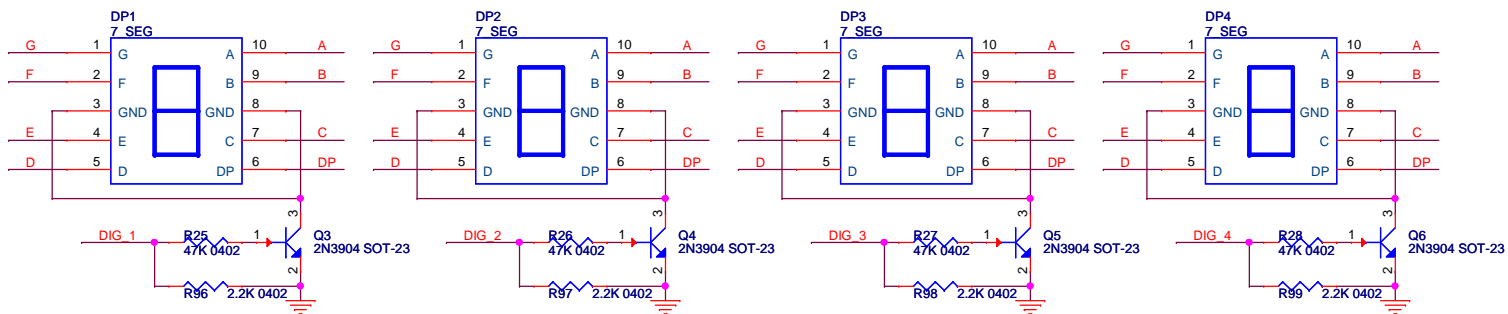 DP1 DP2 DP3 DP4
7_SEG 7_SEG 7_SEG 7_SEG
G 1 G A 10 A G 1 G A 10 A G 1 G A 10 A G 1 G A 10 A
F 2 F B 9 B F 2 F B 9 B F 2 F B 9 B F 2 F B 9 B
3 GND GND 8 3 GND GND 8 3 GND GND 8 3 GND GND 8
E 4 E C 7 C E 4 E C 7 C E 4 E C 7 C E 4 E C 7 C
D 5 D DP 6 DP D 5 D DP 6 DP D 5 D DP 6 DP D 5 D DP 6 DP
3 3 3 3
DIG_1 R25 1 Q3 DIG_2 R26 1 Q4 DIG_3 R27 1 Q5 DIG_4 R28 1 Q6
47K 0402 2N3904 SOT-23 47K 0402 2N3904 SOT-23 47K 0402 2N3904 SOT-23 47K 0402 2N3904 SOT-23
2 2 2 2
R96 2.2K 0402 R97 2.2K 0402 R98 2.2K 0402 R99 2.2K 0402